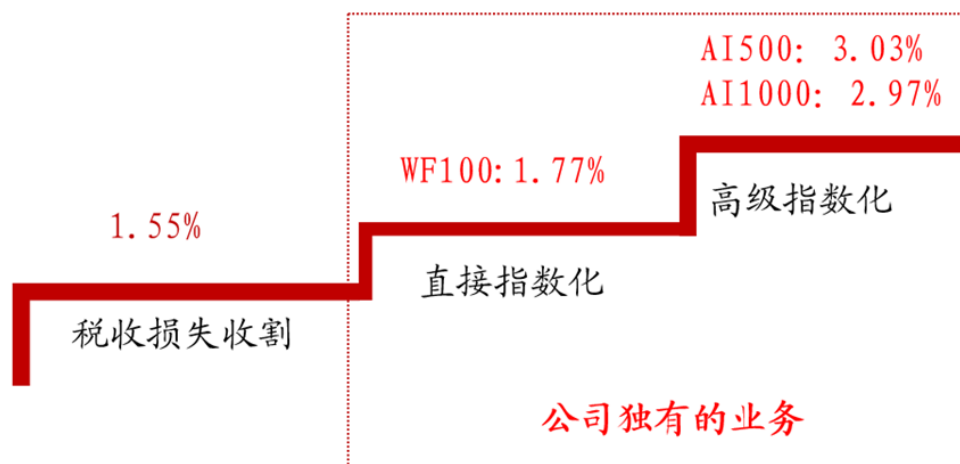 AI500: 3.03%
AI1000: 2.97%
WF100:1.77%
高级指数化
1.55%
直接指数化
税收损失收割
公司独有的业务